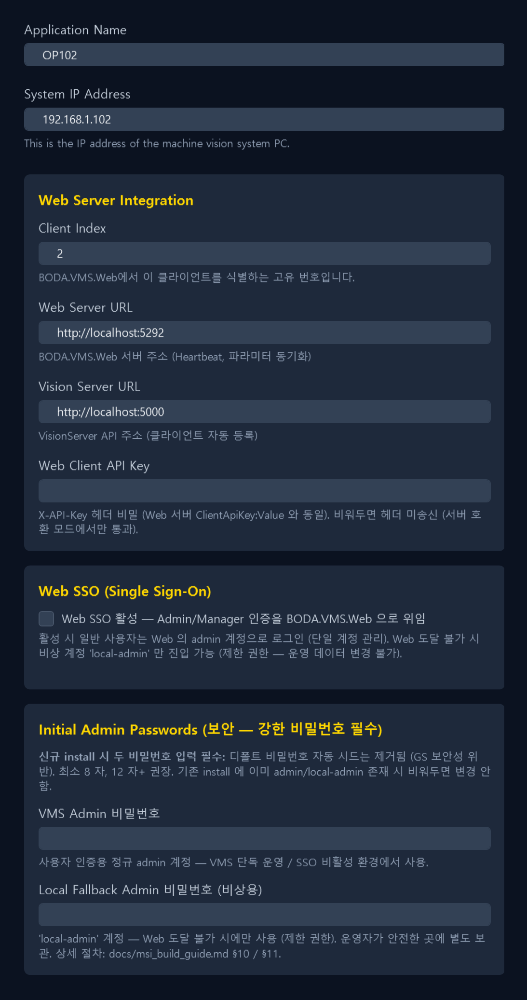 Application Name
OP102
System IP Address
192.168.1.102
This is the IP address of the machine vision system PC.
Web Server Integration
Client Index
2
BODA.VMS.Web에서 이 클라이언트를 식별하는 고유 번호입니다.
Web Server URL
http://localhost:5292
BODA.VMS.Web 서버 주소 (Heartbeat, 파라미터 동기화)
Vision Server URL
http://localhost:5000
VisionServer API 주소 (클라이언트 자동 등록)
Web Client API Key
X-API-Key 헤더 비밀 (Web 서버 ClientApiKey:Value 와 동일). 비워두면 헤더 미송신 (서버 호
환 모드에서만 통과).
Web SSO (Single Sign-On)
Web SSO 활성 — Admin/Manager 인증을 BODA.VMS.Web 으로 위임
활성 시 일반 사용자는 Web 의 admin 계정으로 로그인 (단일 계정 관리). Web 도달 불가 시
비상 계정 'local-admin' 만 진입 가능 (제한 권한 — 운영 데이터 변경 불가).
Initial Admin Passwords (보안 — 강한 비밀번호 필수)
신규 install 시 두 비밀번호 입력 필수: 디폴트 비밀번호 자동 시드는 제거됨 (GS 보안성 위
반). 최소 8 자, 12 자+ 권장. 기존 install 에 이미 admin/local-admin 존재 시 비워두면 변경 안
함.
VMS Admin 비밀번호
사용자 인증용 정규 admin 계정 — VMS 단독 운영 / SSO 비활성 환경에서 사용.
Local Fallback Admin 비밀번호 (비상용)
'local-admin' 계정 — Web 도달 불가 시에만 사용 (제한 권한). 운영자가 안전한 곳에 별도 보
관. 상세 절차: docs/msi_build_guide.md §10 / §11.